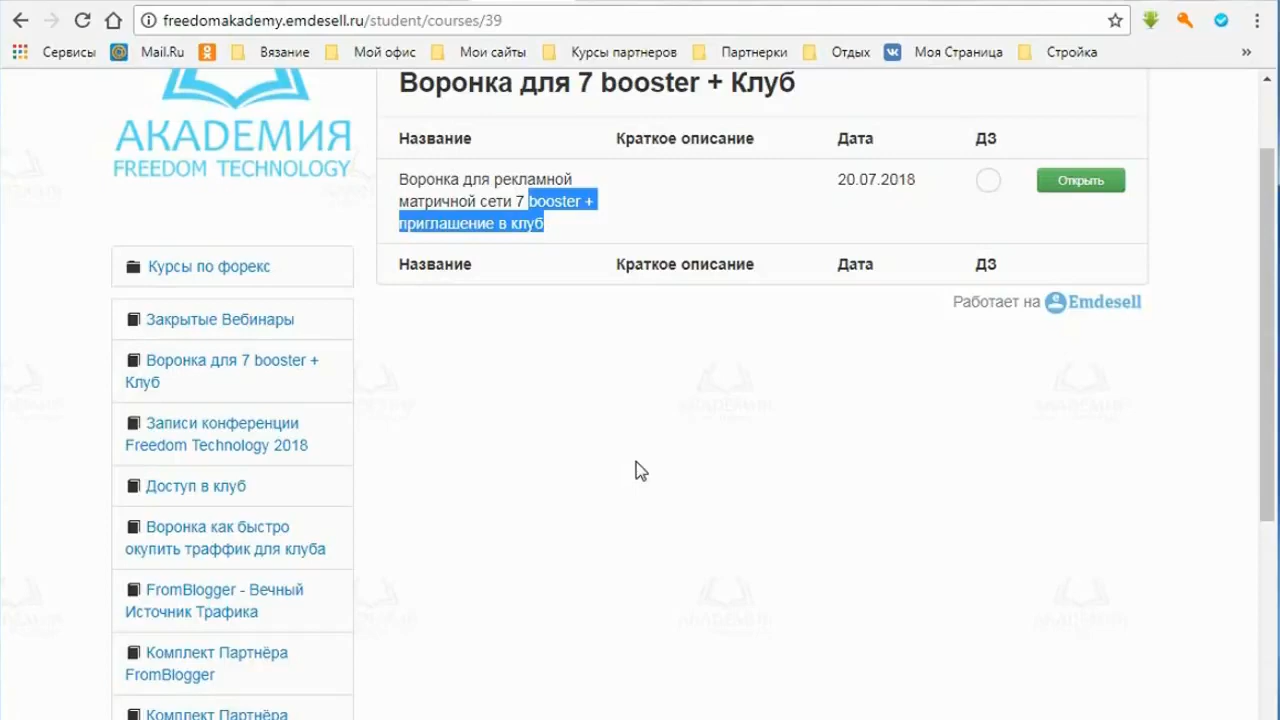 freedomakademy.emdesell.ru/student/courses/39
Сервисы Mail.Ru Вязание Мой офис Мои сайты Курсы партнеров Партнерки Отдых Моя Страница Стройка »
АКАДЕМИЯ
FREEDOM TECHNOLOGY
Курсы по форекс
Закрытые Вебинары
Воронка для 7 booster +
Клуб
Записи конференции
Freedom Technology 2018
Доступ в клуб
Воронка как быстро
окупить траффик для клуба
FromBlogger - Вечный
Источник Трафика
Комплект Партнёра
FromBlogger
Комплект Партнёра
Воронка для 7 booster + Клуб
Название Краткое описание Дата ДЗ
Воронка для рекламной 20.07.2018 Открыть
матричной сети 7 booster +
приглашение в клуб
Название Краткое описание Дата ДЗ
Работает на Emdesell